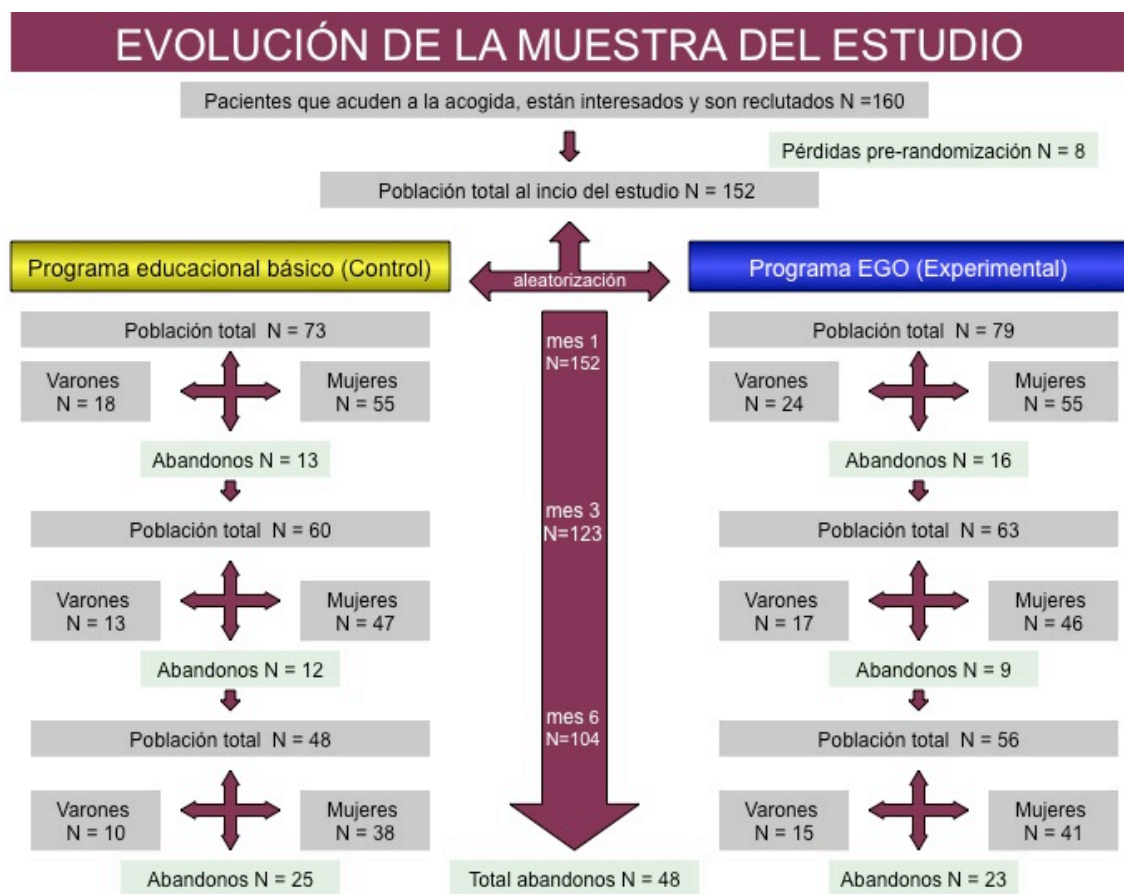 EVOLUCIÓN DE LA MUESTRA DEL ESTUDIO
Pacientes que acuden a la acogida, están interesados y son reclutados N =160
Pérdidas pre-randomización N = 8
Población total al incio del estudio N = 152
Programa educacional básico (Control)
aleatorización
Programa EGO (Experimental)
Población total N = 73
mes 1
N=152
Población total N = 79
Varones
N = 18
Mujeres
N = 55
Varones
N = 24
Mujeres
N = 55
Abandonos N = 13
Abandonos N = 16
Población total N = 60
mes 3
N=123
Población total N = 63
Varones
N = 13
Mujeres
N = 47
Varones
N = 17
Mujeres
N = 46
Abandonos N = 12
Abandonos N = 9
Población total N = 48
mes 6
N=104
Población total N = 56
Varones
N = 10
Mujeres
N = 38
Varones
N = 15
Mujeres
N = 41
Abandonos N = 25
Total abandonos N = 48
Abandonos N = 23